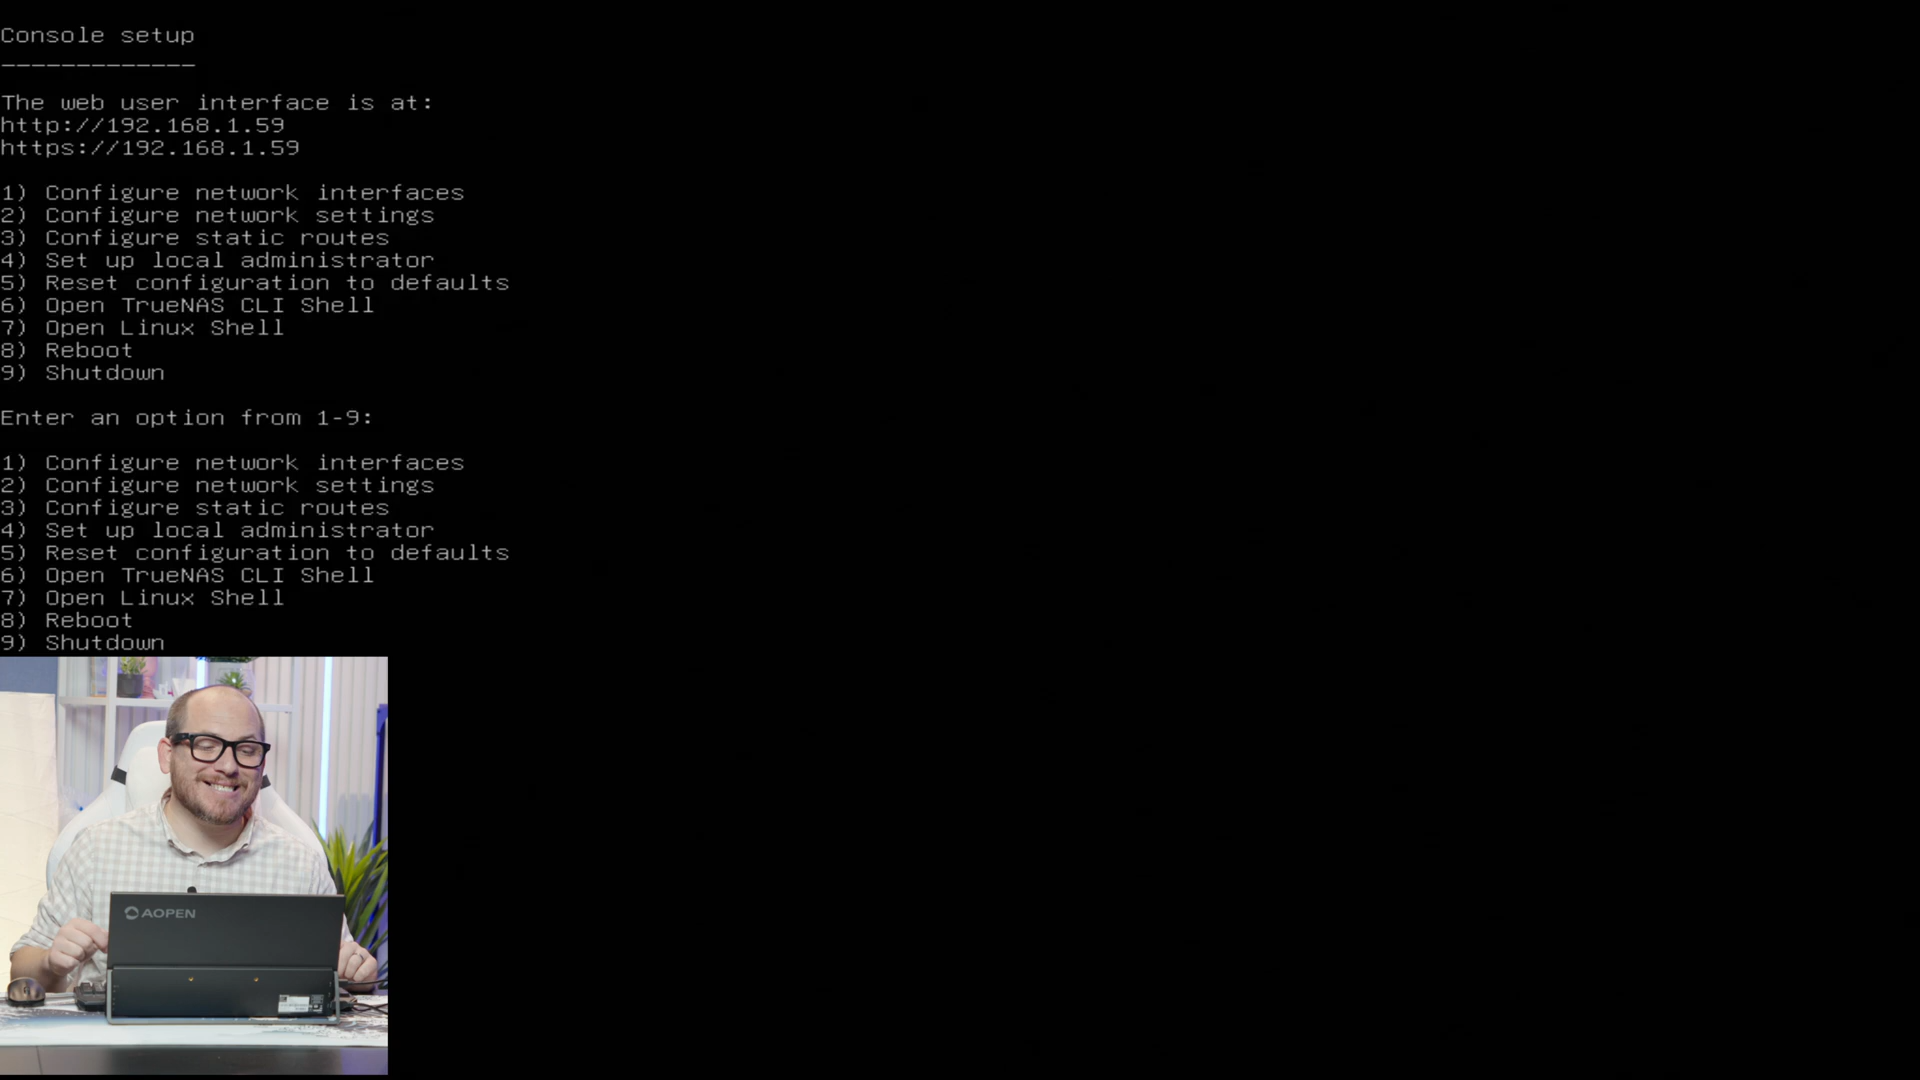 Console setup
-------------
The web user interface is at:
http://192.168.1.59
https://192.168.1.59
1) Configure network interfaces
2) Configure network settings
3) Configure static routes
4) Set up local administrator
5) Reset configuration to defaults
6) Open TrueNAS CLI Shell
7) Open Linux Shell
8) Reboot
9) Shutdown
Enter an option from 1-9:
1) Configure network interfaces
2) Configure network settings
3) Configure static routes
4) Set up local administrator
5) Reset configuration to defaults
6) Open TrueNAS CLI Shell
7) Open Linux Shell
8) Reboot
9) Shutdown
AOPEN